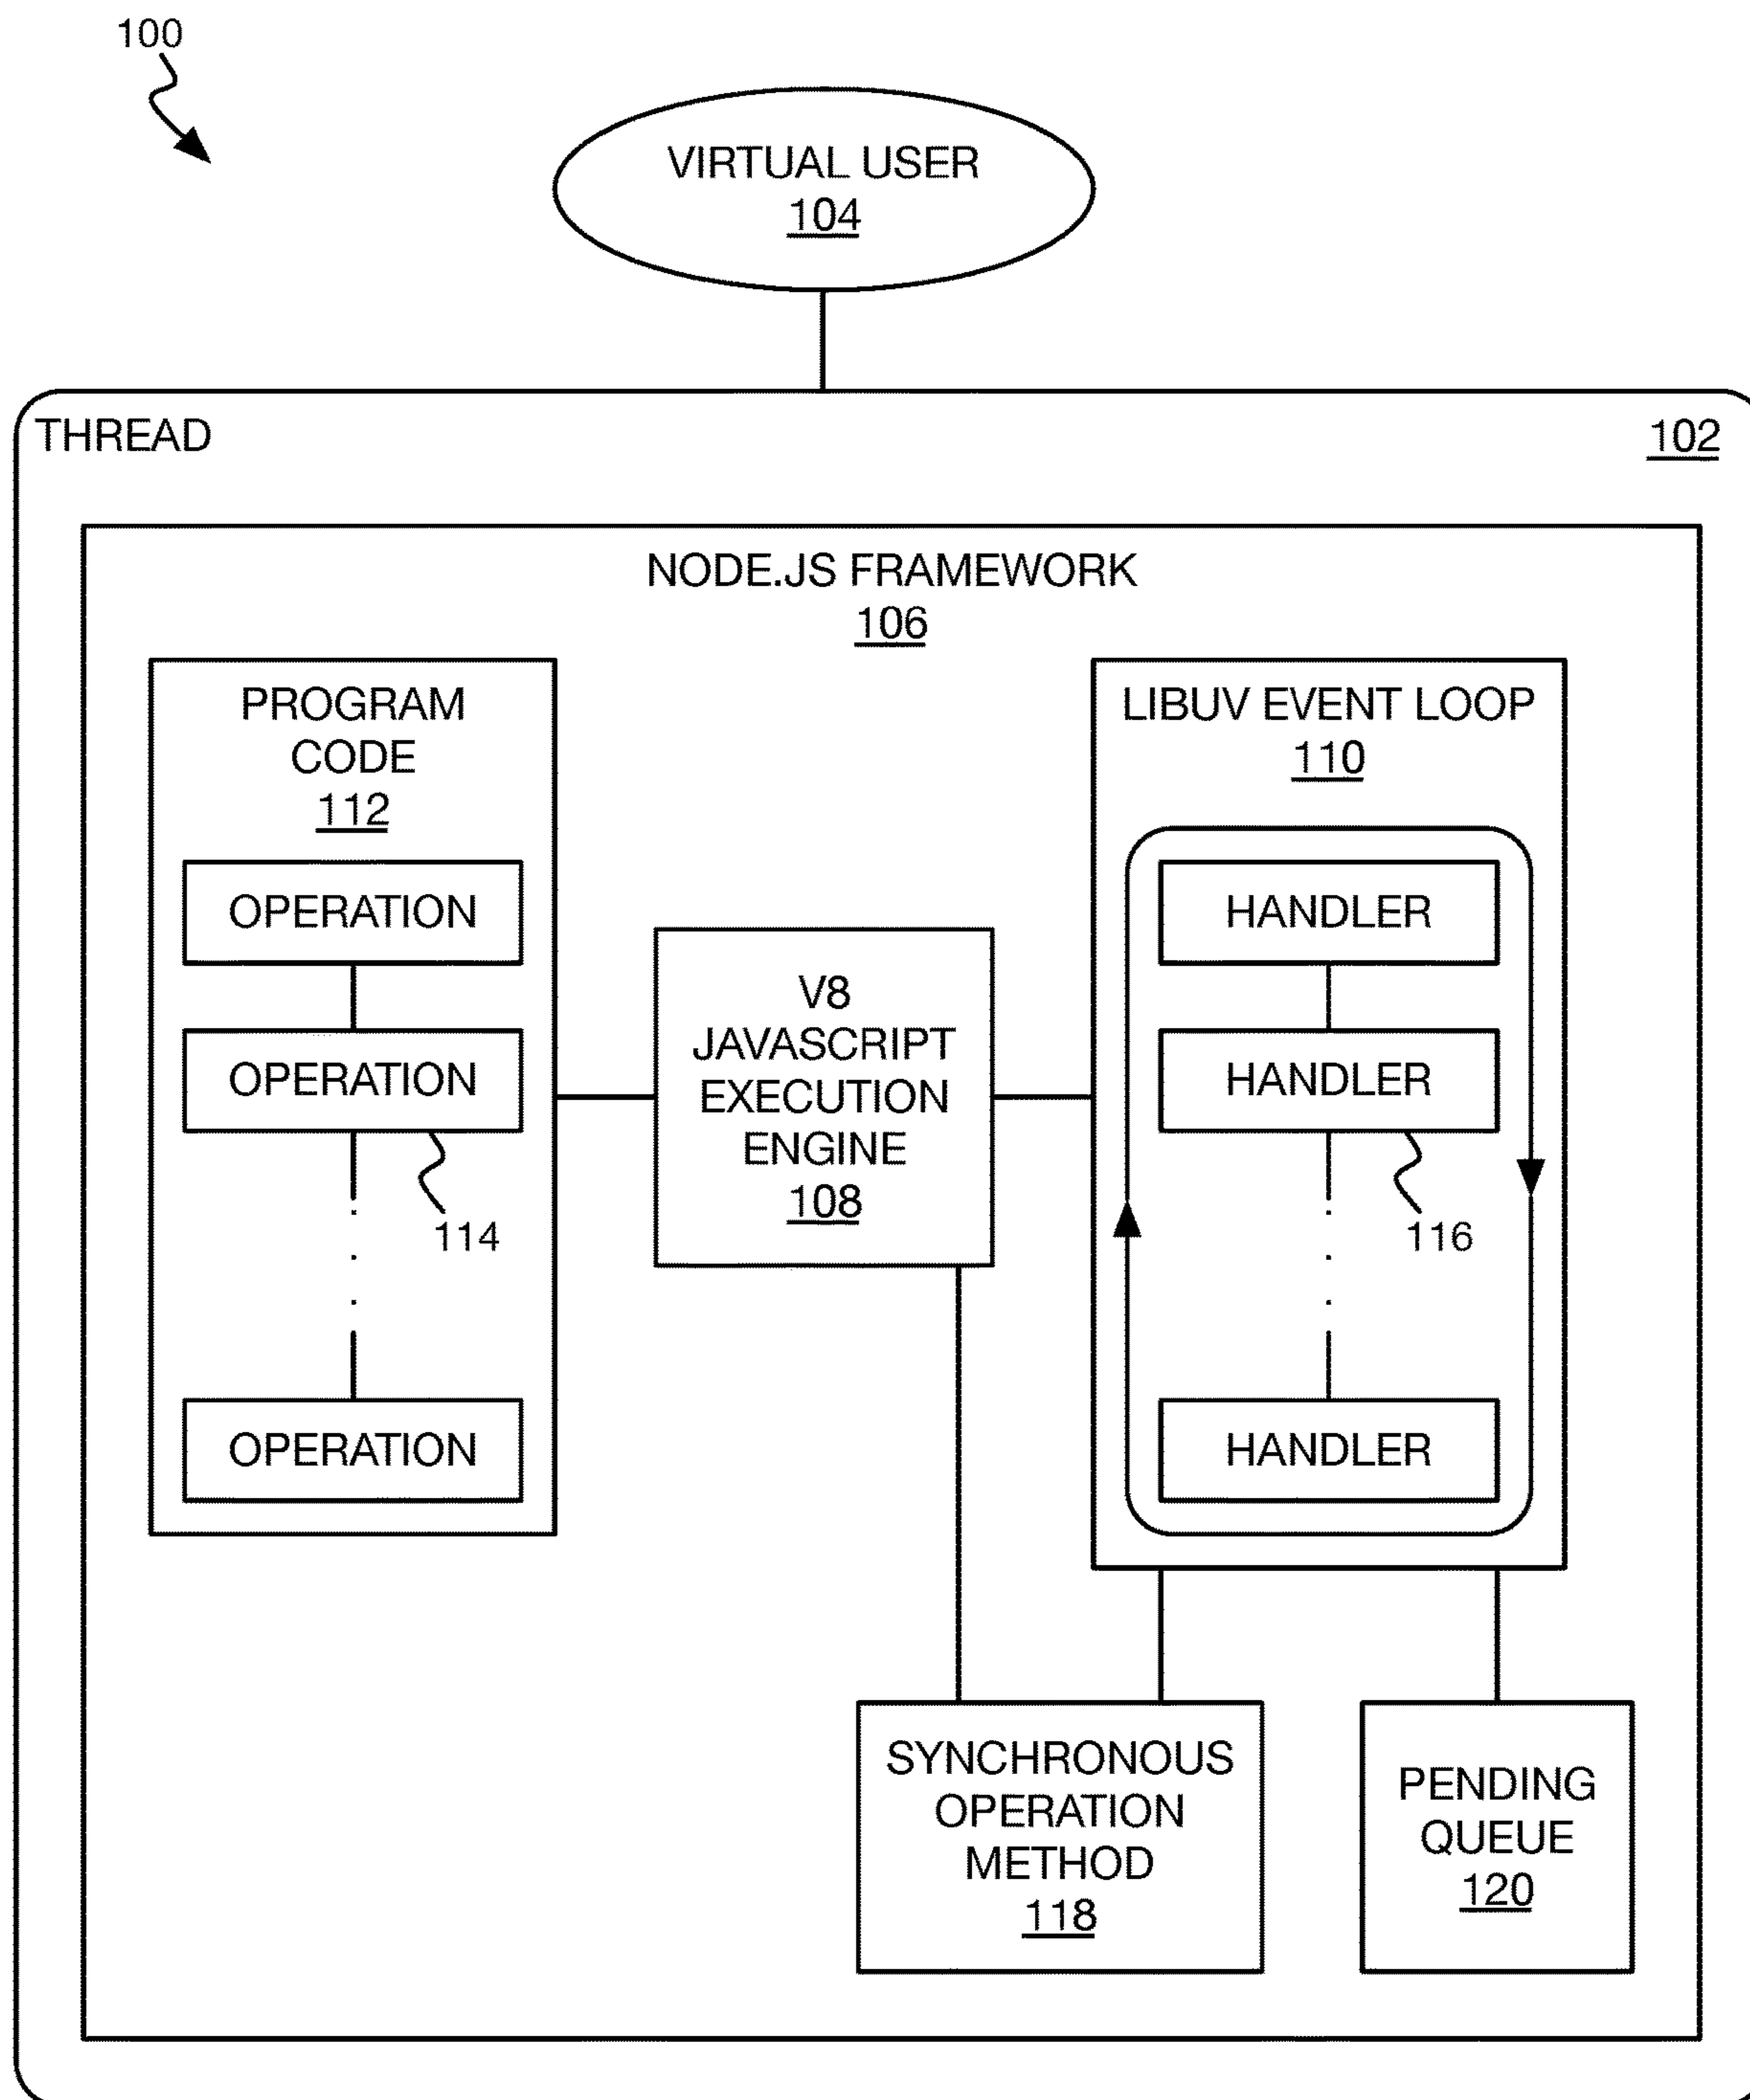 100
VIRTUAL USER
104
THREAD
102
NODE.JS FRAMEWORK
106
PROGRAM
CODE
112
OPERATION
OPERATION
114
OPERATION
V8
JAVASCRIPT
EXECUTION
ENGINE
108
LIBUV EVENT LOOP
110
HANDLER
HANDLER
116
HANDLER
SYNCHRONOUS
OPERATION
METHOD
118
PENDING
QUEUE
120